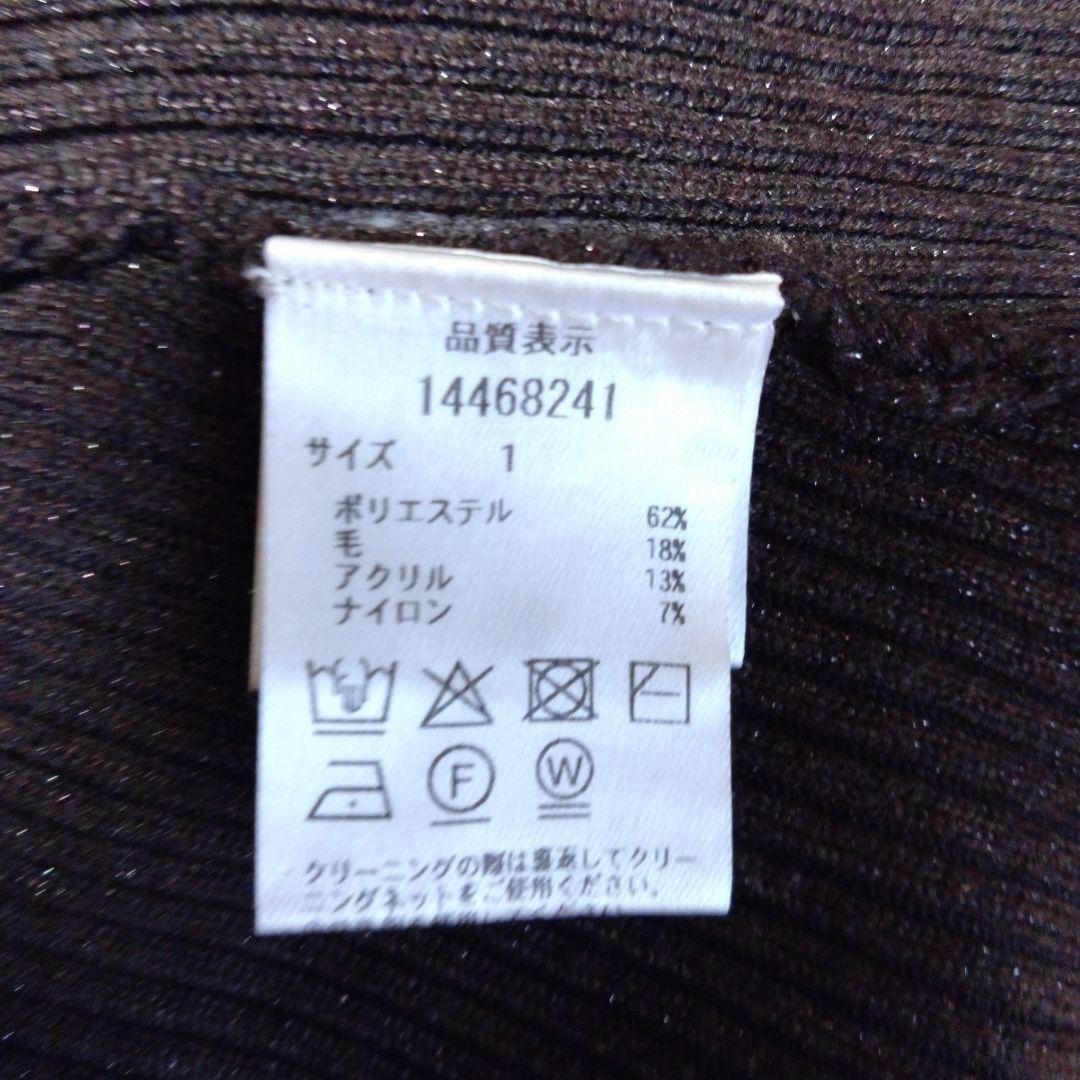 品質表示
14468241
サイズ 1
ポリエステル 62%
毛 18%
アクリル 13%
ナイロン 7%
F W
クリーニングの際は裏返してクリー
ニングネットをご使用ください。